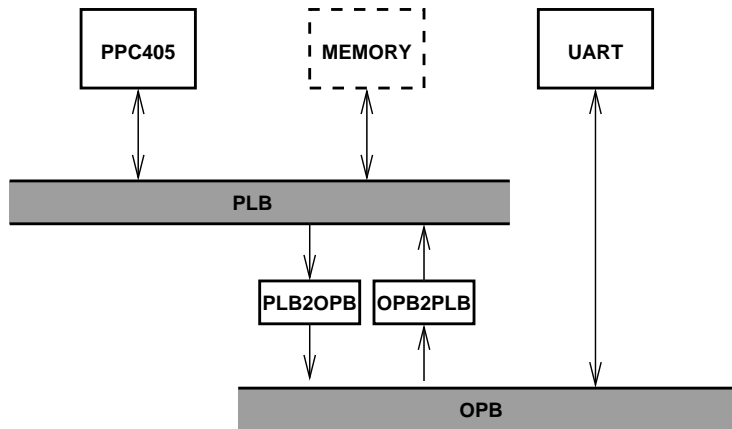 PPC405
MEMORY
UART
PLB
PLB2OPB
OPB2PLB
OPB